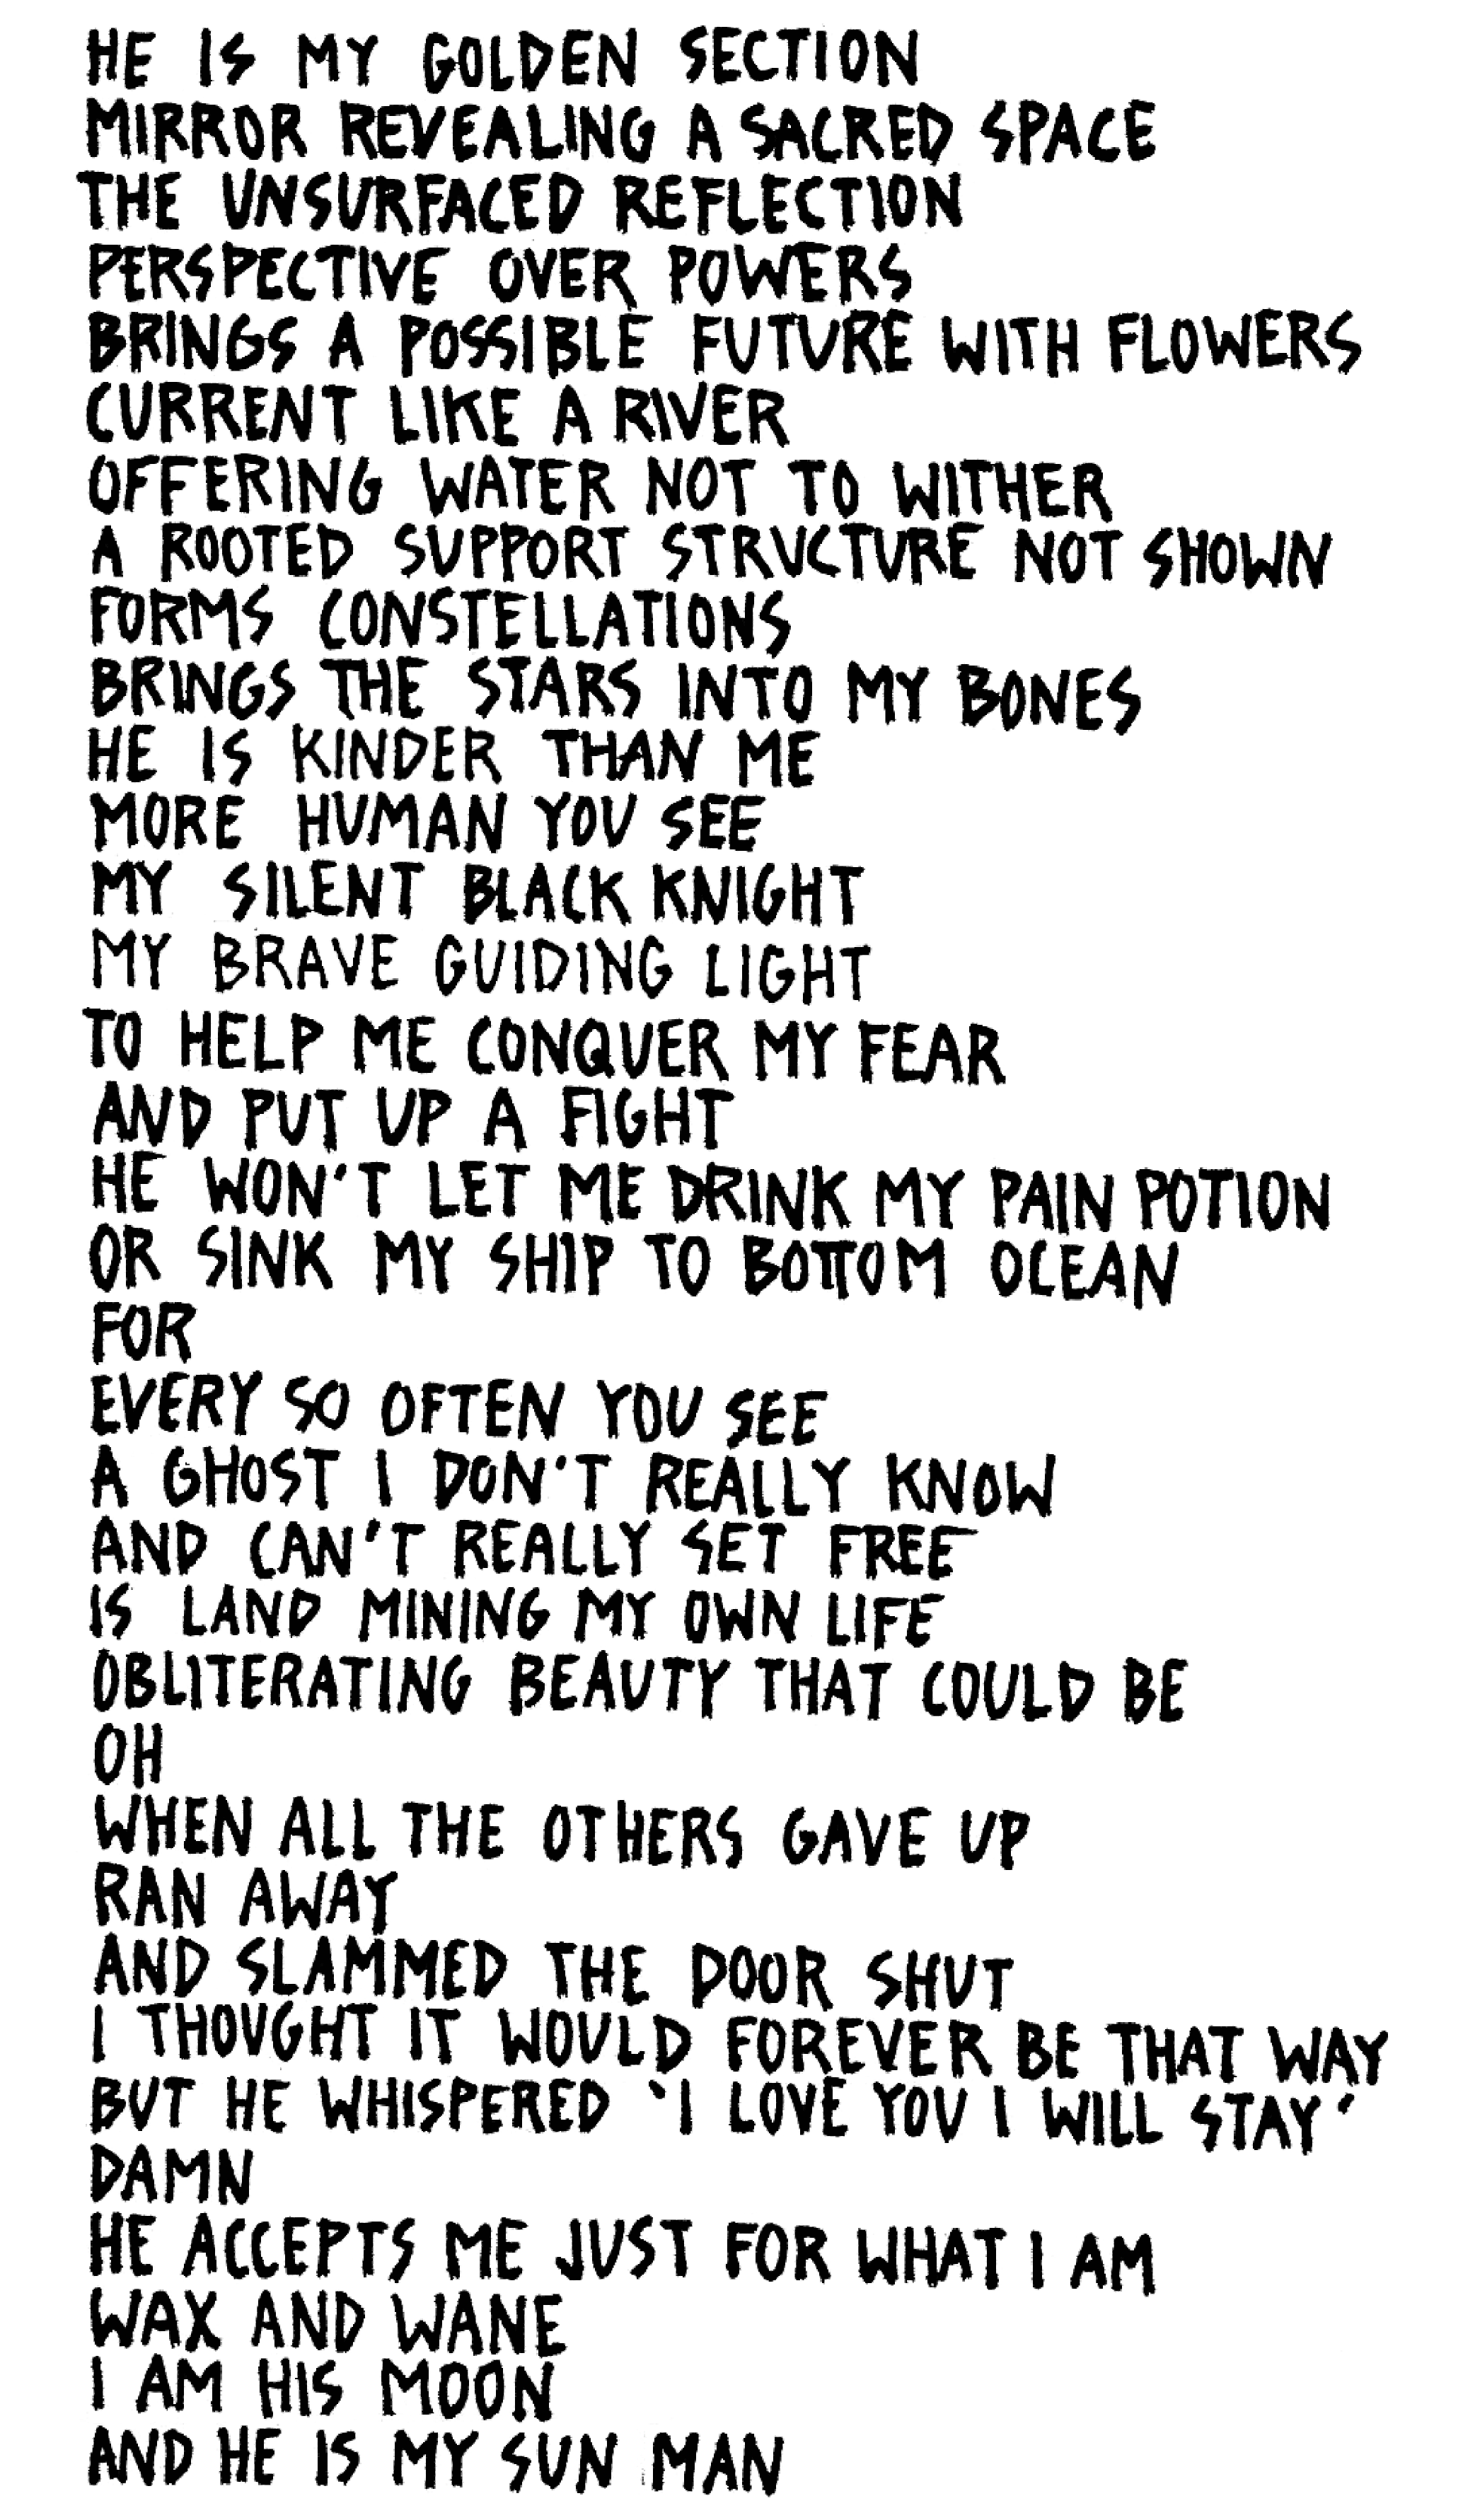 HE IS MY GOLDEN SECTION
MIRROR REVEALING A SACRED SPACE
THE UNSURFACED REFLECTION
PERSPECTIVE OVER POWERS
BRINGS A POSSIBLE FUTURE WITH FLOWERS
CURRENT LIKE A RIVER
OFFERING WATER NOT TO WITHER
A ROOTED SUPPORT STRUCTURE NOT SHOWN
FORMS CONSTELLATIONS
BRINGS THE STARS INTO MY BONES
HE IS KINDER THAN ME
MORE HUMAN YOU SEE
MY SILENT BLACK KNIGHT
MY BRAVE GUIDING LIGHT
TO HELP ME CONQUER MY FEAR
AND PUT UP A FIGHT
HE WON'T LET ME DRINK MY PAIN POTION
OR SINK MY SHIP TO BOTTOM OCEAN
FOR
EVERY SO OFTEN YOU SEE
A GHOST I DON'T REALLY KNOW
AND CAN'T REALLY SET FREE
IS LAND MINING MY OWN LIFE
OBLITERATING BEAUTY THAT COULD BE
OH
WHEN ALL THE OTHERS GAVE UP
RAN AWAY
AND SLAMMED THE DOOR SHUT
I THOUGHT IT WOULD FOREVER BE THAT WAY
BUT HE WHISPERED 'I LOVE YOU I WILL STAY'
DAMN
HE ACCEPTS ME JUST FOR WHAT I AM
WAX AND WANE
I AM HIS MOON
AND HE IS MY SUN MAN